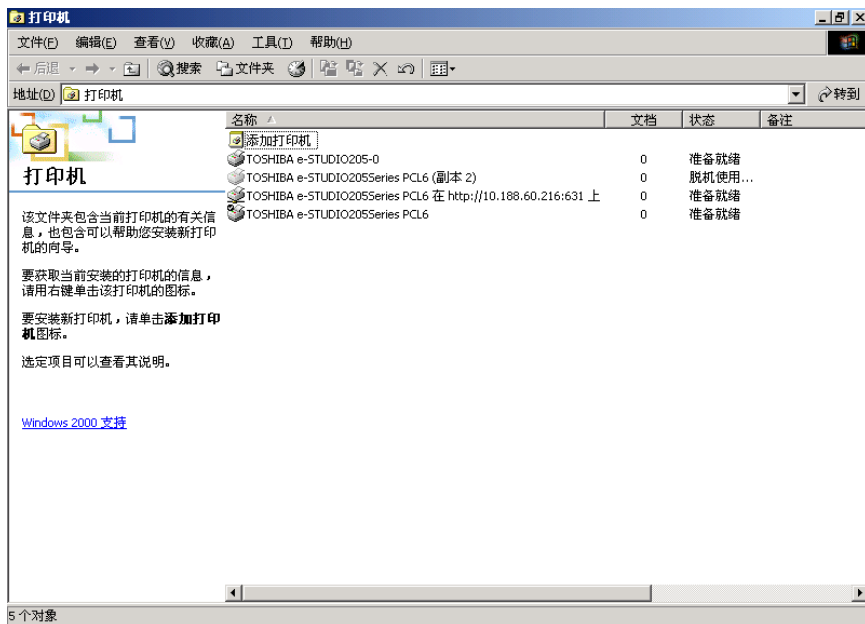 打印机
文件(F) 编辑(E) 查看(V) 收藏(A) 工具(T) 帮助(H)
后退 搜索 文件夹
地址(D) 打印机 转到
名称 文档 状态 备注
添加打印机
TOSHIBA e-STUDIO205-0 0 准备就绪
TOSHIBA e-STUDIO205Series PCL6 (副本 2) 0 脱机使用...
TOSHIBA e-STUDIO205Series PCL6 在 http://10.188.60.216:631 上 0 准备就绪
TOSHIBA e-STUDIO205Series PCL6 0 准备就绪
打印机
该文件夹包含当前打印机的有关信
息，也包含可以帮助您安装新打印
机的向导。
要获取当前安装的打印机的信息，
请用右键单击该打印机的图标。
要安装新打印机，请单击添加打印
机图标。
选定项目可以查看其说明。
Windows 2000 支持
5 个对象